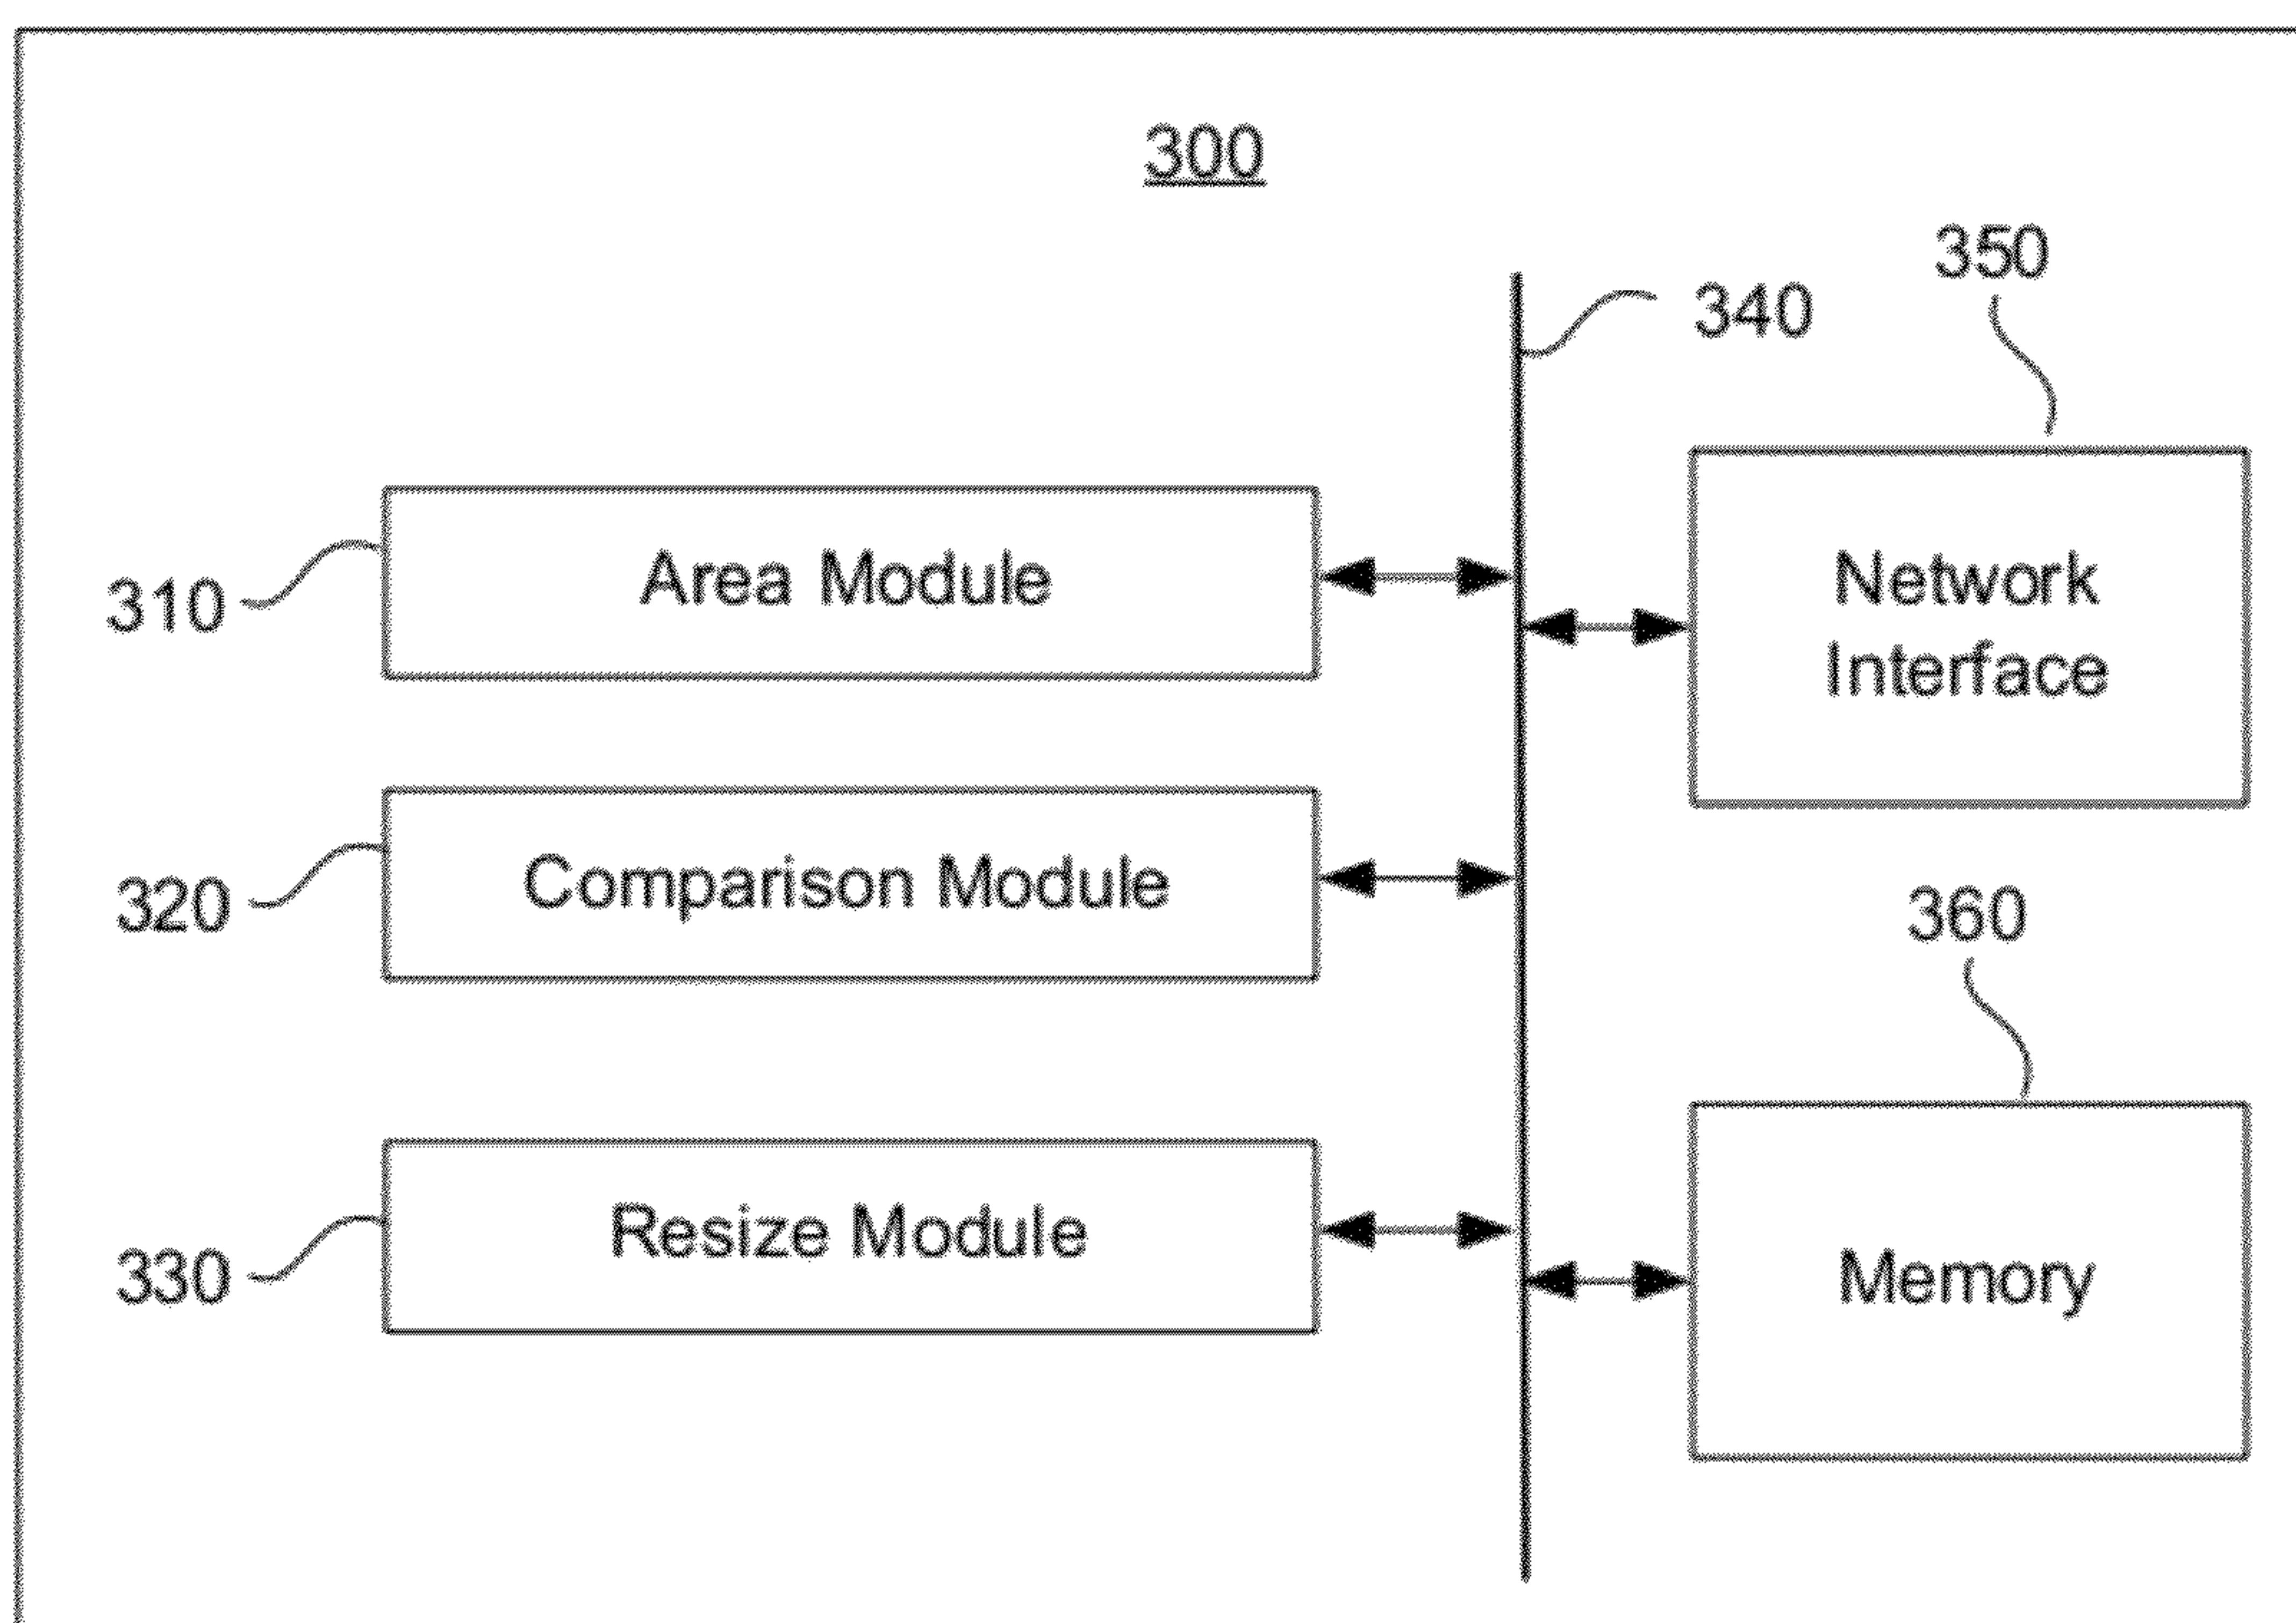 300
350
340
310
Area Module
Network
Interface
320
Comparison Module
360
330
Resize Module
Memory